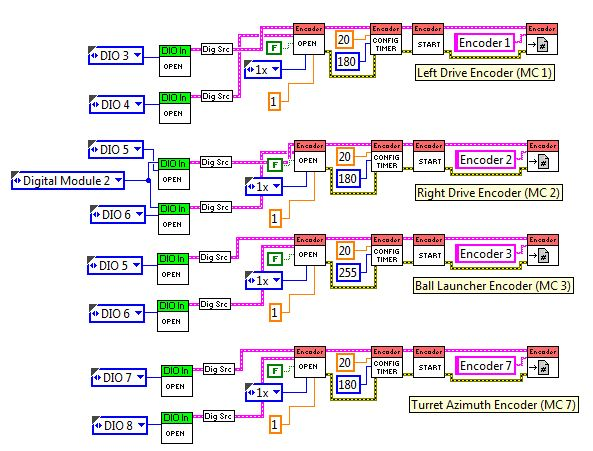 DIO 3 DIO In OPEN Dig Src F 1x 1 Encoder OPEN 20 180 Encoder CONFIG TIMER Encoder START Encoder 1 Encoder #
Left Drive Encoder (MC 1)
DIO 4 DIO In OPEN Dig Src
DIO 5 DIO In OPEN Dig Src F 1x 1 Encoder OPEN 20 180 Encoder CONFIG TIMER Encoder START Encoder 2 Encoder #
Digital Module 2
Right Drive Encoder (MC 2)
DIO 6 DIO In OPEN Dig Src
DIO 5 DIO In OPEN Dig Src F 1x 1 Encoder OPEN 20 255 Encoder CONFIG TIMER Encoder START Encoder 3 Encoder #
Ball Launcher Encoder (MC 3)
DIO 6 DIO In OPEN Dig Src
DIO 7 DIO In OPEN Dig Src F 1x 1 Encoder OPEN 20 180 Encoder CONFIG TIMER Encoder START Encoder 7 Encoder #
Turret Azimuth Encoder (MC 7)
DIO 8 DIO In OPEN Dig Src